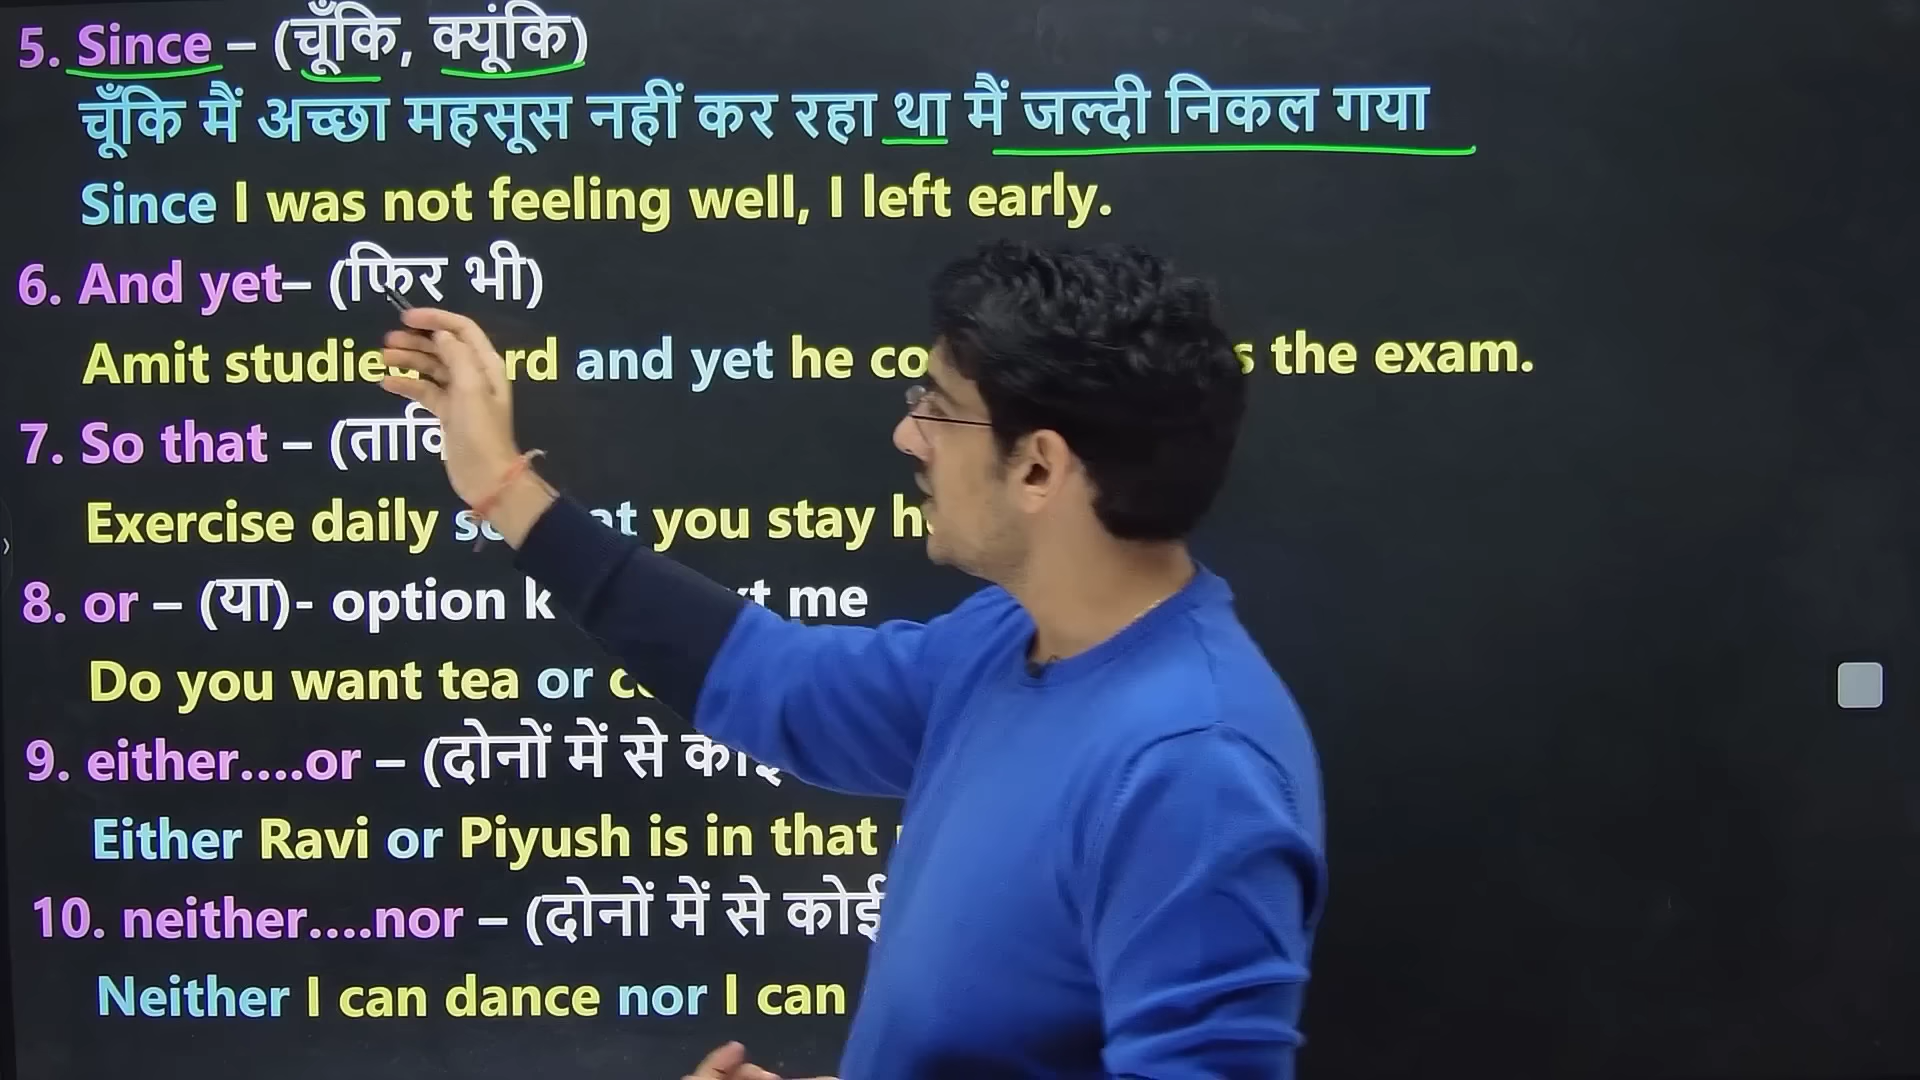 5. Since – (चूँकि, क्यूंकि)
चूँकि मैं अच्छा महसूस नहीं कर रहा था मैं जल्दी निकल गया
Since I was not feeling well, I left early.
6. And yet– (फिर भी)
Amit and yet he the exam.
7. So that – (
Exercise daily you stay
8. or – (या)- option me
Do you want tea or
9. either....or – (दोनों में से
Either Ravi or Piyush is in that
10. neither....nor – (दोनों में से कोई
Neither I can dance nor I can